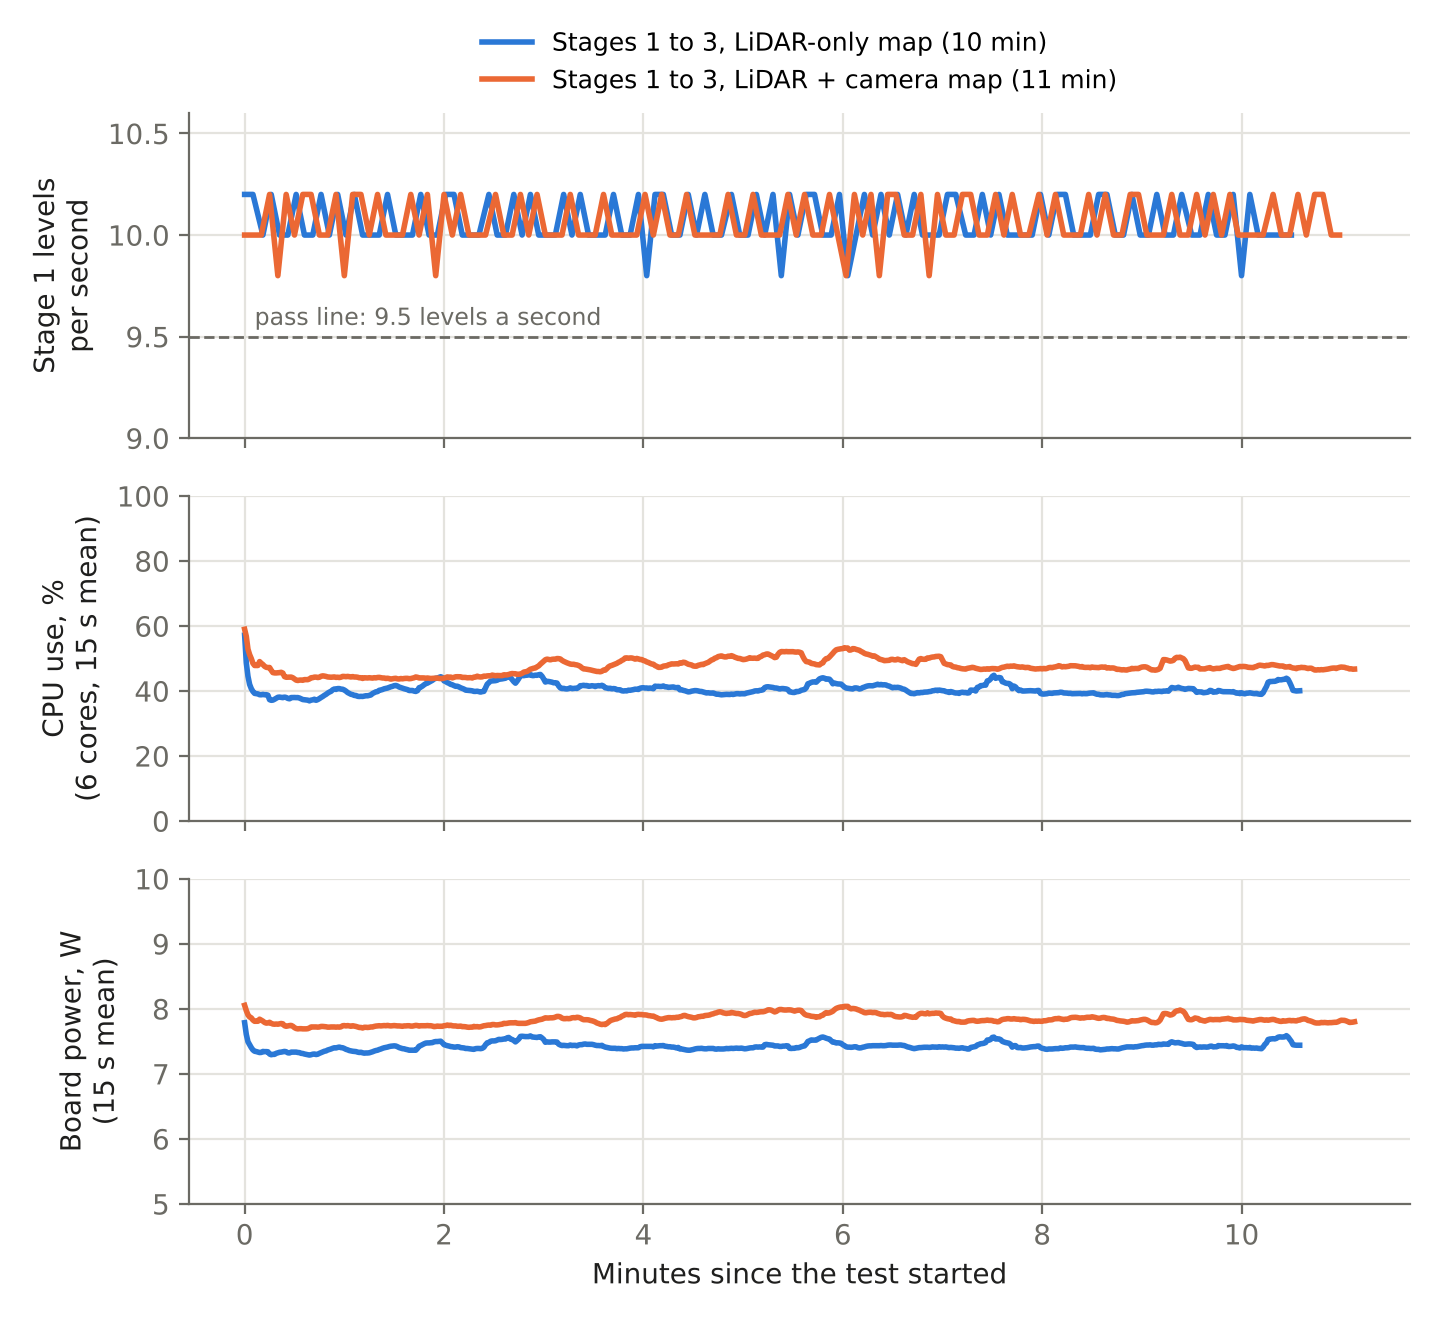 Stages 1 to 3, LiDAR-only map (10 min)
Stages 1 to 3, LiDAR + camera map (11 min)
Stage 1 levels
per second
10.5
10.0
9.5
9.0
pass line: 9.5 levels a second
CPU use, %
(6 cores, 15 s mean)
100
80
60
40
20
0
Board power, W
(15 s mean)
10
9
8
7
6
5
0 2 4 6 8 10
Minutes since the test started